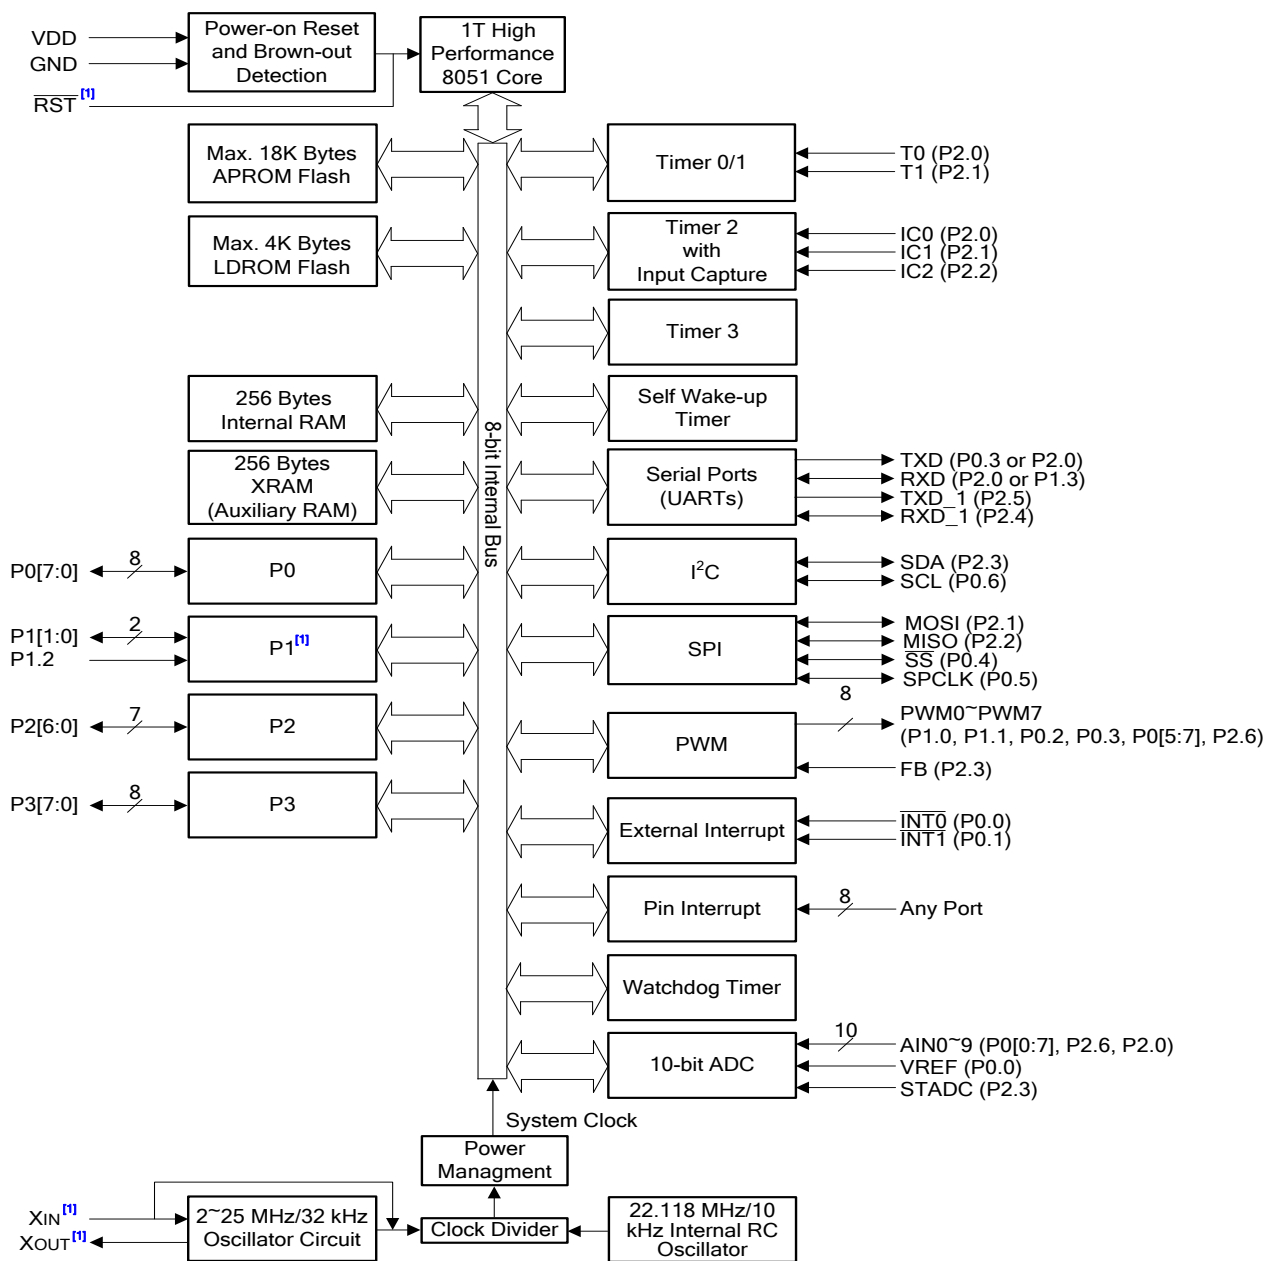 VDD
GND
RST[1]
Power-on Reset
and Brown-out
Detection
1T High
Performance
8051 Core
Max. 18K Bytes
APROM Flash
Max. 4K Bytes
LDROM Flash
256 Bytes
Internal RAM
256 Bytes
XRAM
(Auxiliary RAM)
P0[7:0]
8
P0
P1[1:0]
2
P1.2
P1[1]
P2[6:0]
7
P2
P3[7:0]
8
P3
8-bit Internal Bus
Timer 0/1
T0 (P2.0)
T1 (P2.1)
Timer 2
with
Input Capture
IC0 (P2.0)
IC1 (P2.1)
IC2 (P2.2)
Timer 3
Self Wake-up
Timer
Serial Ports
(UARTs)
TXD (P0.3 or P2.0)
RXD (P2.0 or P1.3)
TXD_1 (P2.5)
RXD_1 (P2.4)
I2C
SDA (P2.3)
SCL (P0.6)
SPI
MOSI (P2.1)
MISO (P2.2)
SS (P0.4)
SPCLK (P0.5)
PWM
8
PWM0~PWM7
(P1.0, P1.1, P0.2, P0.3, P0[5:7], P2.6)
FB (P2.3)
External Interrupt
INT0 (P0.0)
INT1 (P0.1)
Pin Interrupt
8
Any Port
Watchdog Timer
10-bit ADC
10
AIN0~9 (P0[0:7], P2.6, P2.0)
VREF (P0.0)
STADC (P2.3)
System Clock
Power
Managment
XIN[1]
XOUT[1]
2~25 MHz/32 kHz
Oscillator Circuit
Clock Divider
22.118 MHz/10
kHz Internal RC
Oscillator